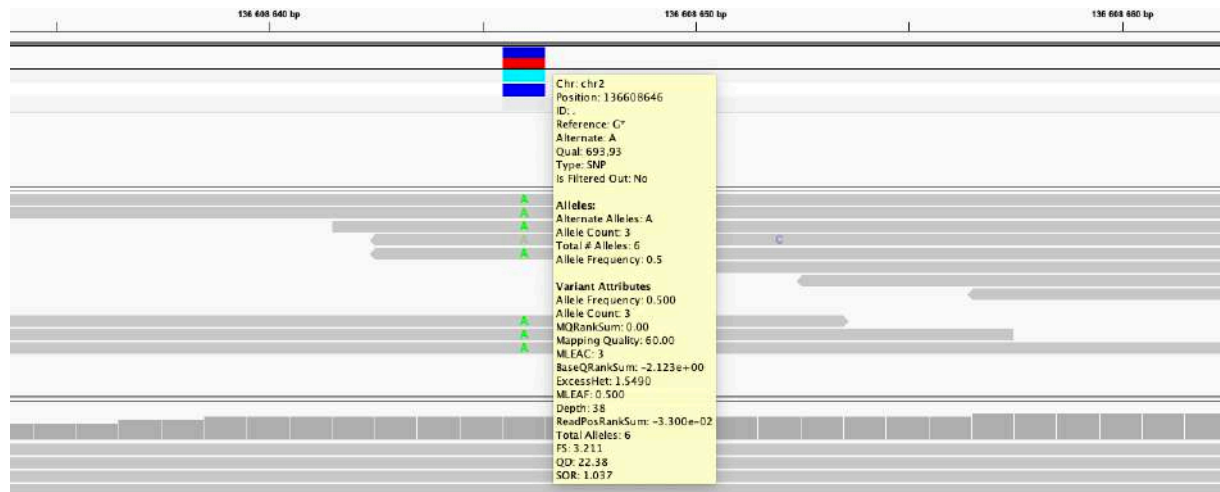 136 608 640 bp
136 608 650 bp
136 608 660 bp
Chr: chr2
Position: 136608646
ID: .
Reference: G*
Alternate: A
Qual: 693,93
Type: SNP
Is Filtered Out: No
Alleles:
Alternate Alleles: A
Allele Count: 3
Total # Alleles: 6
Allele Frequency: 0.5
Variant Attributes
Allele Frequency: 0.500
Allele Count: 3
MQRankSum: 0.00
Mapping Quality: 60.00
MLEAC: 3
BaseQRankSum: -2.123e+00
ExcessHet: 1.5490
MLEAF: 0.500
Depth: 38
ReadPosRankSum: -3.300e-02
Total Alleles: 6
FS: 3.211
QD: 22.38
SOR: 1.037
A
A
A
A
C
A
A
A
A